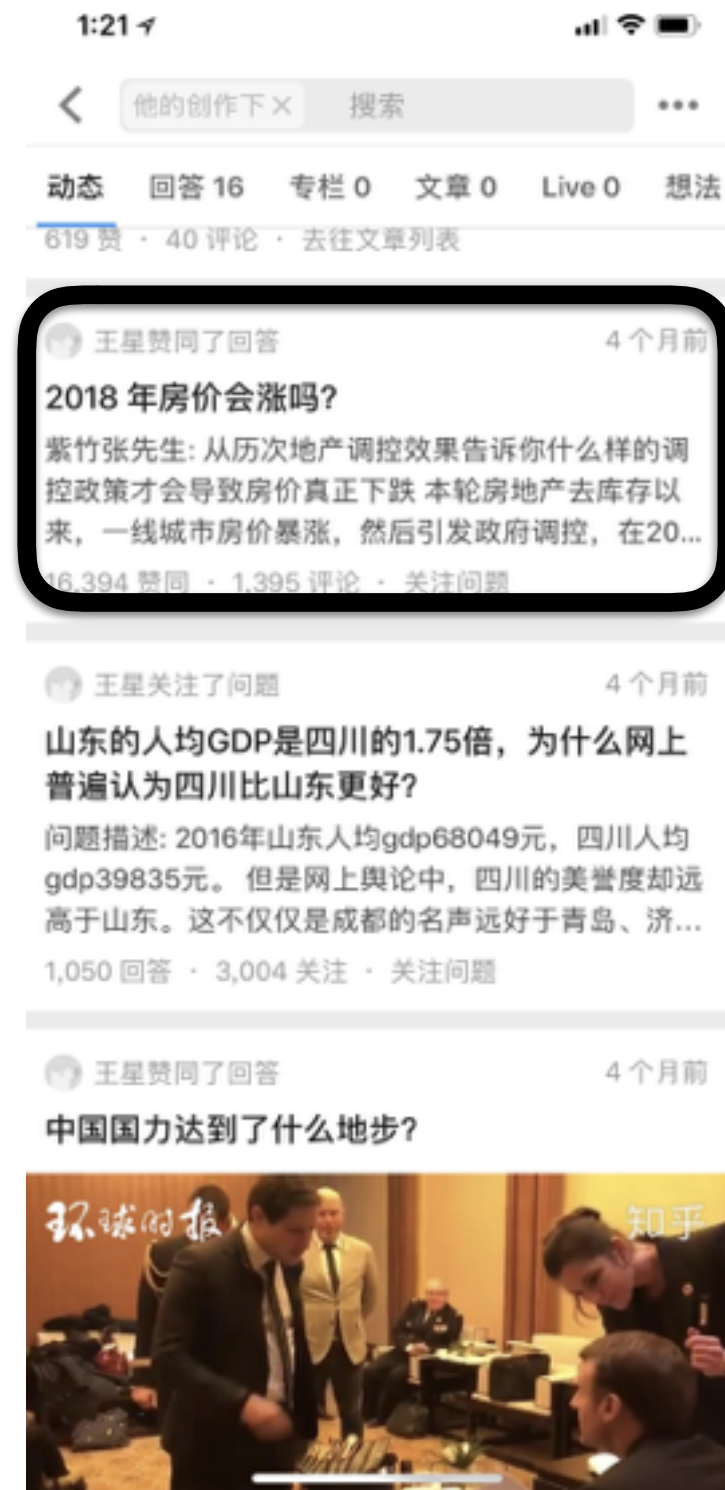 1:21
他的创作下× 搜索
动态 回答 16 专栏 0 文章 0 Live 0 想法
619 赞 · 40 评论 · 去往文章列表
王星赞同了回答 4 个月前
2018 年房价会涨吗?
紫竹张先生: 从历次地产调控效果告诉你什么样的调
控政策才会导致房价真正下跌 本轮房地产去库存以
来，一线城市房价暴涨，然后引发政府调控，在20...
16,394 赞同 · 1,395 评论 · 关注问题
王星关注了问题 4 个月前
山东的人均GDP是四川的1.75倍，为什么网上
普遍认为四川比山东更好?
问题描述: 2016年山东人均gdp68049元，四川人均
gdp39835元。 但是网上舆论中，四川的美誉度却远
高于山东。这不仅仅是成都的名声远好于青岛、济...
1,050 回答 · 3,004 关注 · 关注问题
王星赞同了回答 4 个月前
中国国力达到了什么地步?
环球时报 知乎